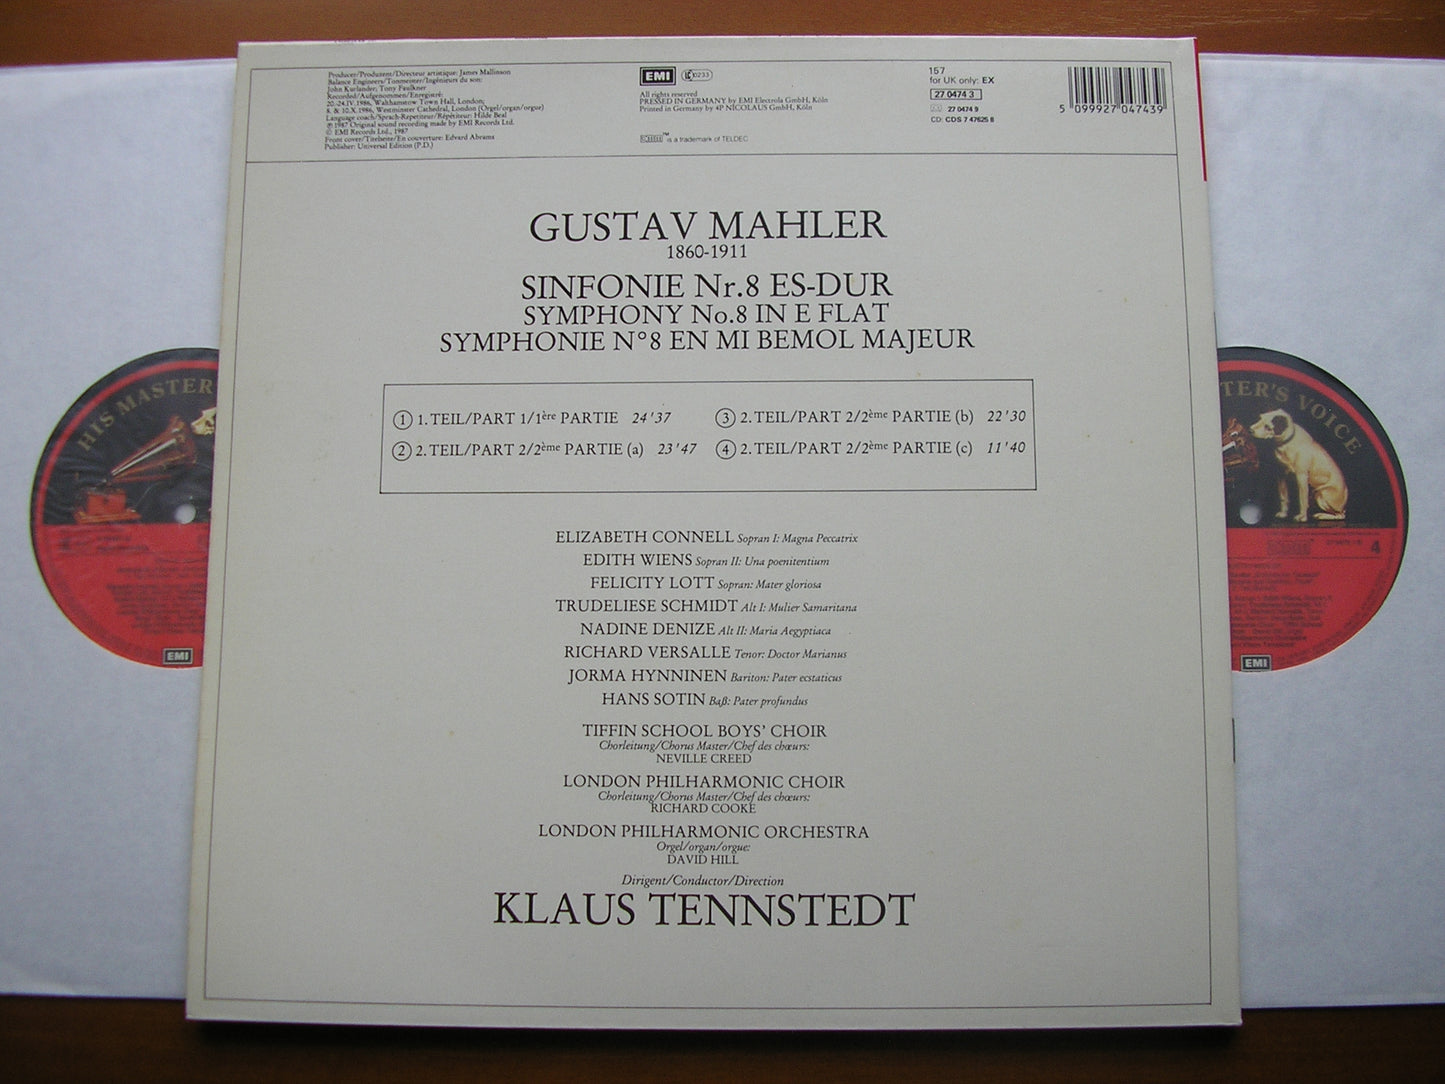 Producer/Produzent/Directeur artistique: James Mallinson
Balance Engineers/Tonmeister/Ingénieurs du son:
John Kurlander; Tony Faulkner
Recorded/Aufgenommen/Enregistré:
20.-24.IV.1986, Walthamstow Town Hall, London;
8. & 10.X.1986, Westminster Cathedral, London (Orgel/organ/orgue)
Language coach/Sprach-Repetiteur/Répétiteur: Hilde Beal
℗ 1987 Original sound recording made by EMI Records Ltd.
© EMI Records Ltd., 1987
Front cover/Titelseite/En couverture: Edvard Abrams
Publisher: Universal Edition (P.D.)
EMI
LC 0233
All rights reserved
PRESSED IN GERMANY by EMI Electrola GmbH, Köln
Printed in Germany by 4P NICOLAUS GmbH, Köln
DMM™ is a trademark of TELDEC
157
for UK only: EX
27 0474 3
27 0474 9
CD: CDS 7 47625 8
5 099927 047439
GUSTAV MAHLER
1860-1911
SINFONIE Nr.8 ES-DUR
SYMPHONY No.8 IN E FLAT
SYMPHONIE N°8 EN MI BEMOL MAJEUR
① 1.TEIL/PART 1/1ère PARTIE 24'37
② 2.TEIL/PART 2/2ème PARTIE (a) 23'47
③ 2.TEIL/PART 2/2ème PARTIE (b) 22'30
④ 2.TEIL/PART 2/2ème PARTIE (c) 11'40
ELIZABETH CONNELL Sopran I: Magna Peccatrix
EDITH WIENS Sopran II: Una poenitentium
FELICITY LOTT Sopran: Mater gloriosa
TRUDELIESE SCHMIDT Alt I: Mulier Samaritana
NADINE DENIZE Alt II: Maria Aegyptiaca
RICHARD VERSALLE Tenor: Doctor Marianus
JORMA HYNNINEN Bariton: Pater ecstaticus
HANS SOTIN Baß: Pater profundus
TIFFIN SCHOOL BOYS' CHOIR
Chorleitung/Chorus Master/Chef des chœurs:
NEVILLE CREED
LONDON PHILHARMONIC CHOIR
Chorleitung/Chorus Master/Chef des chœurs:
RICHARD COOKE
LONDON PHILHARMONIC ORCHESTRA
Orgel/organ/orgue:
DAVID HILL
Dirigent/Conductor/Direction
KLAUS TENNSTEDT
HIS MASTER'
EMI
TER'S VOICE
4
EMI